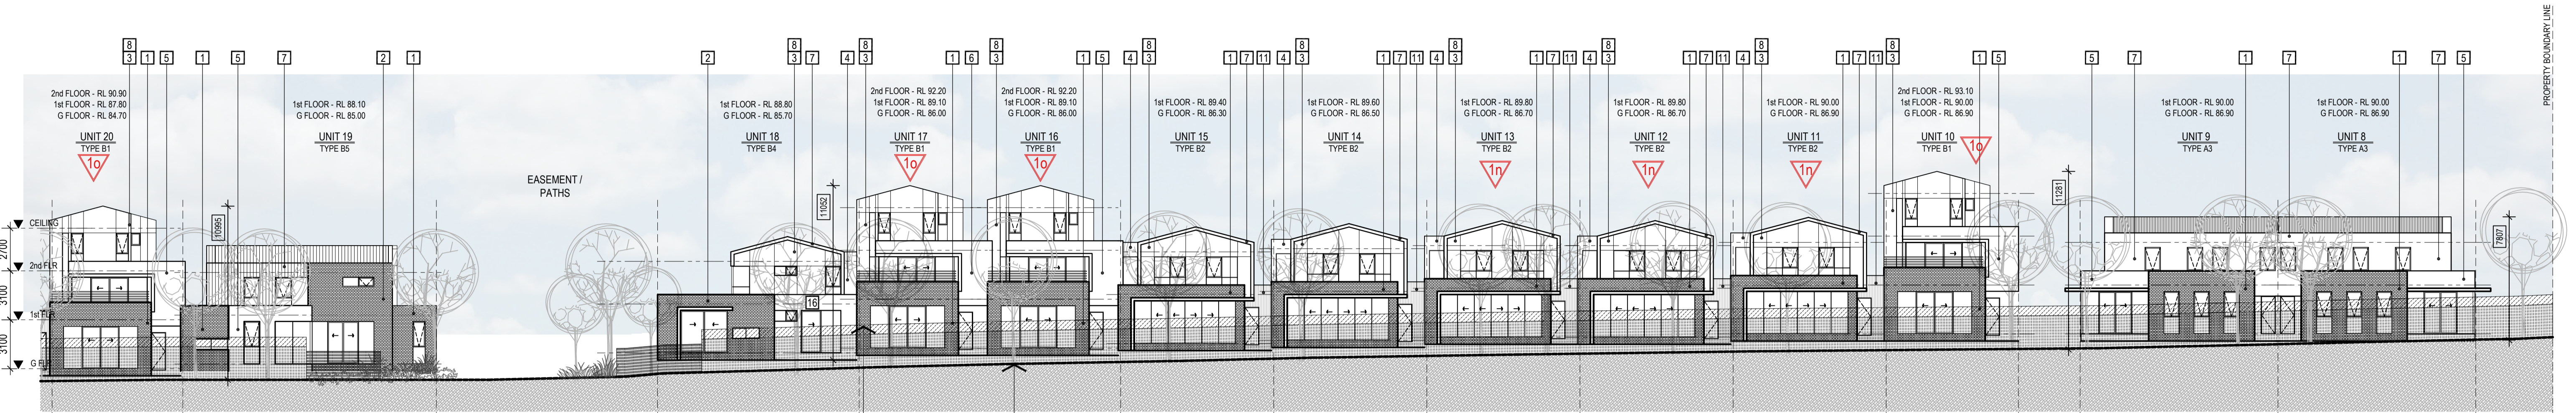 8
3 1 5 1 5 7 2 1 2
8
3 7 4
8
3 1 6
8
3 1 5 4
8
3 1 7 11 4
8
3 1 7 11 4
8
3 1 7 11 4
8
3 1 7 11 4
8
3 1 7 11
8
3 1 5 5 7 1 7 1 7 5
PROPERTY BOUNDARY LINE
2nd FLOOR - RL 90.90
1st FLOOR - RL 87.80
G FLOOR - RL 84.70
UNIT 20
TYPE B1
1o
1st FLOOR - RL 88.10
G FLOOR - RL 85.00
UNIT 19
TYPE B5
EASEMENT /
PATHS
1st FLOOR - RL 88.80
G FLOOR - RL 85.70
UNIT 18
TYPE B4
2nd FLOOR - RL 92.20
1st FLOOR - RL 89.10
G FLOOR - RL 86.00
UNIT 17
TYPE B1
1o
2nd FLOOR - RL 92.20
1st FLOOR - RL 89.10
G FLOOR - RL 86.00
UNIT 16
TYPE B1
1o
1st FLOOR - RL 89.40
G FLOOR - RL 86.30
UNIT 15
TYPE B2
1st FLOOR - RL 89.60
G FLOOR - RL 86.50
UNIT 14
TYPE B2
1st FLOOR - RL 89.80
G FLOOR - RL 86.70
UNIT 13
TYPE B2
1n
1st FLOOR - RL 89.80
G FLOOR - RL 86.70
UNIT 12
TYPE B2
1n
1st FLOOR - RL 90.00
G FLOOR - RL 86.90
UNIT 11
TYPE B2
1n
2nd FLOOR - RL 93.10
1st FLOOR - RL 90.00
G FLOOR - RL 86.90
UNIT 10
TYPE B1
1o
1st FLOOR - RL 90.00
G FLOOR - RL 86.90
UNIT 9
TYPE A3
1st FLOOR - RL 90.00
G FLOOR - RL 86.90
UNIT 8
TYPE A3
CEILING
2700
2nd FLR
3100
1st FLR
3100
G FLR
10995
11052
16
11281
7807